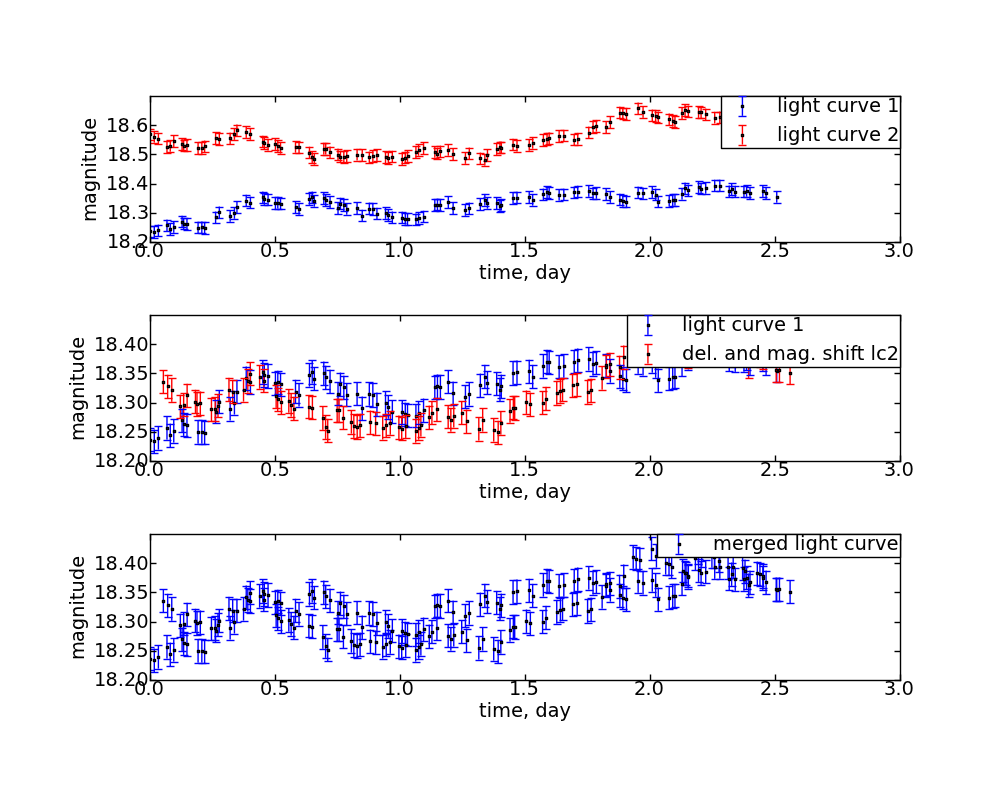 magnitude
18.6
18.5
18.4
18.3
18.2
light curve 1
light curve 2
0.0 0.5 1.0 1.5 2.0 2.5 3.0
time, day
magnitude
18.40
18.35
18.30
18.25
18.20
light curve 1
del. and mag. shift lc2
0.0 0.5 1.0 1.5 2.0 2.5 3.0
time, day
magnitude
18.40
18.35
18.30
18.25
18.20
merged light curve
0.0 0.5 1.0 1.5 2.0 2.5 3.0
time, day